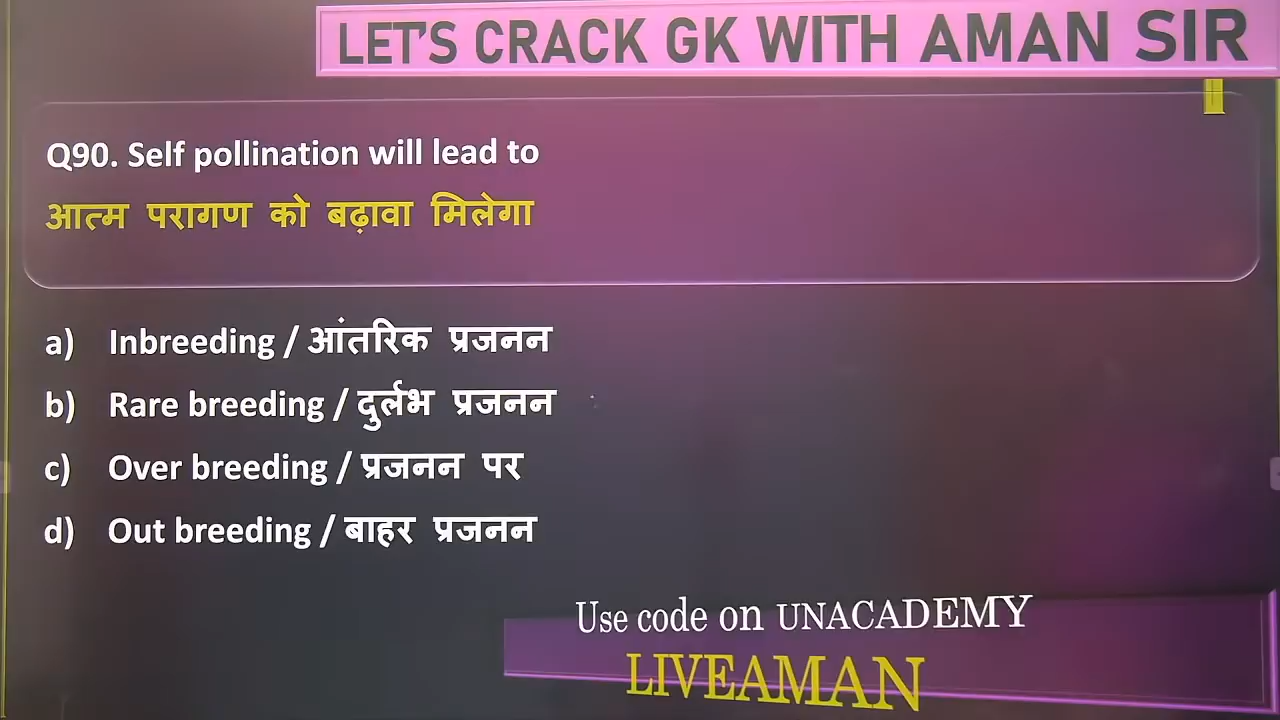 LET'S CRACK GK WITH AMAN SIR
Q90. Self pollination will lead to
आत्म परागण को बढ़ावा मिलेगा
a) Inbreeding / आंतरिक प्रजनन
b) Rare breeding / दुर्लभ प्रजनन
c) Over breeding / प्रजनन पर
d) Out breeding / बाहर प्रजनन
Use code on UNACADEMY
LIVEAMAN